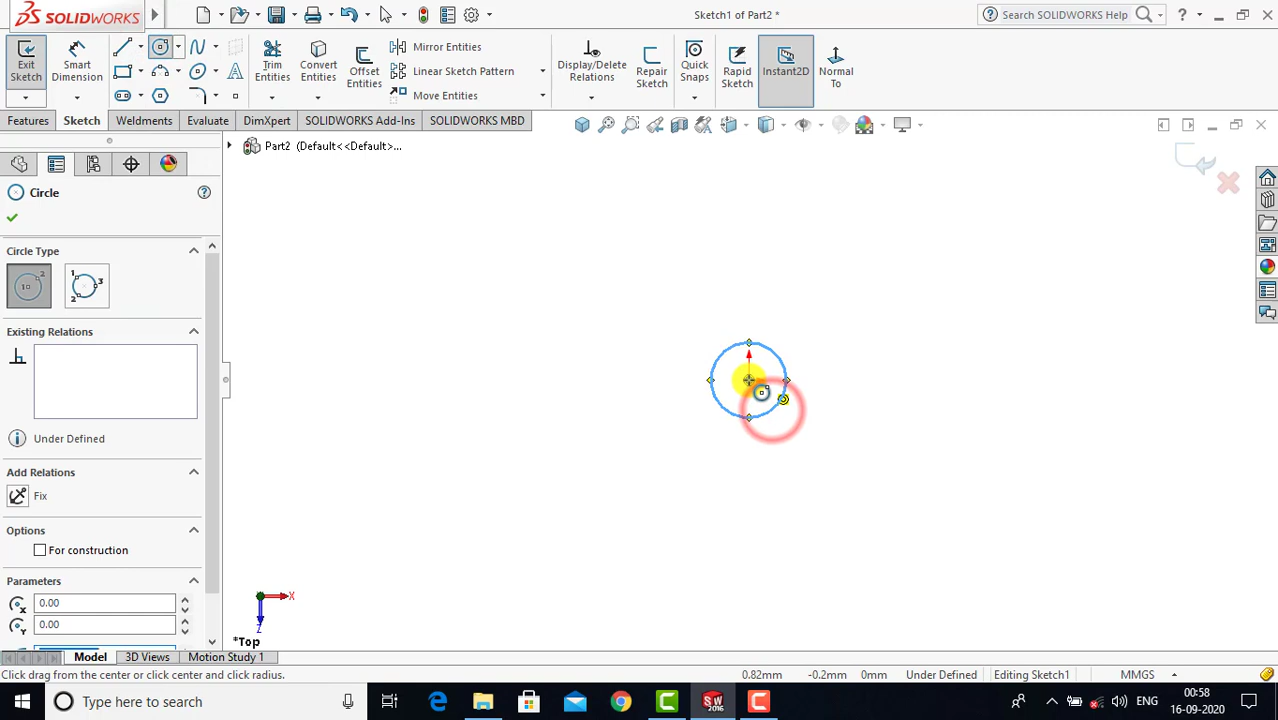 SOLIDWORKS
Sketch1 of Part2 *
Search SOLIDWORKS Help
Exit Sketch
Smart Dimension
Trim Entities
Convert Entities
Offset Entities
Mirror Entities
Linear Sketch Pattern
Move Entities
Display/Delete Relations
Repair Sketch
Quick Snaps
Rapid Sketch
Instant2D
Normal To
Features
Sketch
Weldments
Evaluate
DimXpert
SOLIDWORKS Add-Ins
SOLIDWORKS MBD
Part2 (Default<<Default>...
Circle
Circle Type
Existing Relations
Under Defined
Add Relations
Fix
Options
For construction
Parameters
0.00
0.00
X
Z
*Top
Model
3D Views
Motion Study 1
Click drag from the center or click center and click radius.
0.82mm
-0.2mm
0mm
Under Defined
Editing Sketch1
MMGS
Type here to search
SW
2016
ENG
00:58
16-09-2020